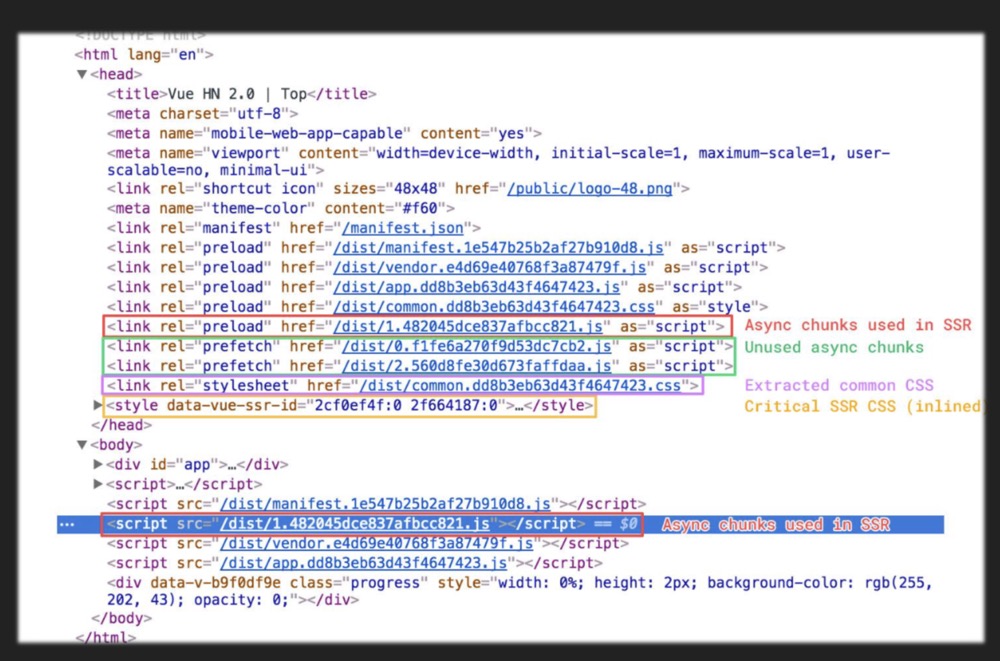 <!DOCTYPE html>
<html lang="en">
▼<head>
<title>Vue HN 2.0 | Top</title>
<meta charset="utf-8">
<meta name="mobile-web-app-capable" content="yes">
<meta name="viewport" content="width=device-width, initial-scale=1, maximum-scale=1, user-
scalable=no, minimal-ui">
<link rel="shortcut icon" sizes="48x48" href="/public/logo-48.png">
<meta name="theme-color" content="#f60">
<link rel="manifest" href="/manifest.json">
<link rel="preload" href="/dist/manifest.1e547b25b2af27b910d8.js" as="script">
<link rel="preload" href="/dist/vendor.e4d69e40768f3a87479f.js" as="script">
<link rel="preload" href="/dist/app.dd8b3eb63d43f4647423.js" as="script">
<link rel="preload" href="/dist/common.dd8b3eb63d43f4647423.css" as="style">
<link rel="preload" href="/dist/1.482045dce837afbcc821.js" as="script"> Async chunks used in SSR
<link rel="prefetch" href="/dist/0.f1fe6a270f9d53dc7cb2.js" as="script"> Unused async chunks
<link rel="prefetch" href="/dist/2.560d8fe30d673faffdaa.js" as="script">
<link rel="stylesheet" href="/dist/common.dd8b3eb63d43f4647423.css"> Extracted common CSS
▶<style data-vue-ssr-id="2cf0ef4f:0 2f664187:0">…</style> Critical SSR CSS (inlined
</head>
▼<body>
▶<div id="app">…</div>
▶<script>…</script>
<script src="/dist/manifest.1e547b25b2af27b910d8.js"></script>
<script src="/dist/1.482045dce837afbcc821.js"></script> == $0 Async chunks used in SSR
<script src="/dist/vendor.e4d69e40768f3a87479f.js"></script>
<script src="/dist/app.dd8b3eb63d43f4647423.js"></script>
<div data-v-b9f0df9e class="progress" style="width: 0%; height: 2px; background-color: rgb(255,
202, 43); opacity: 0;"></div>
</body>
</html>